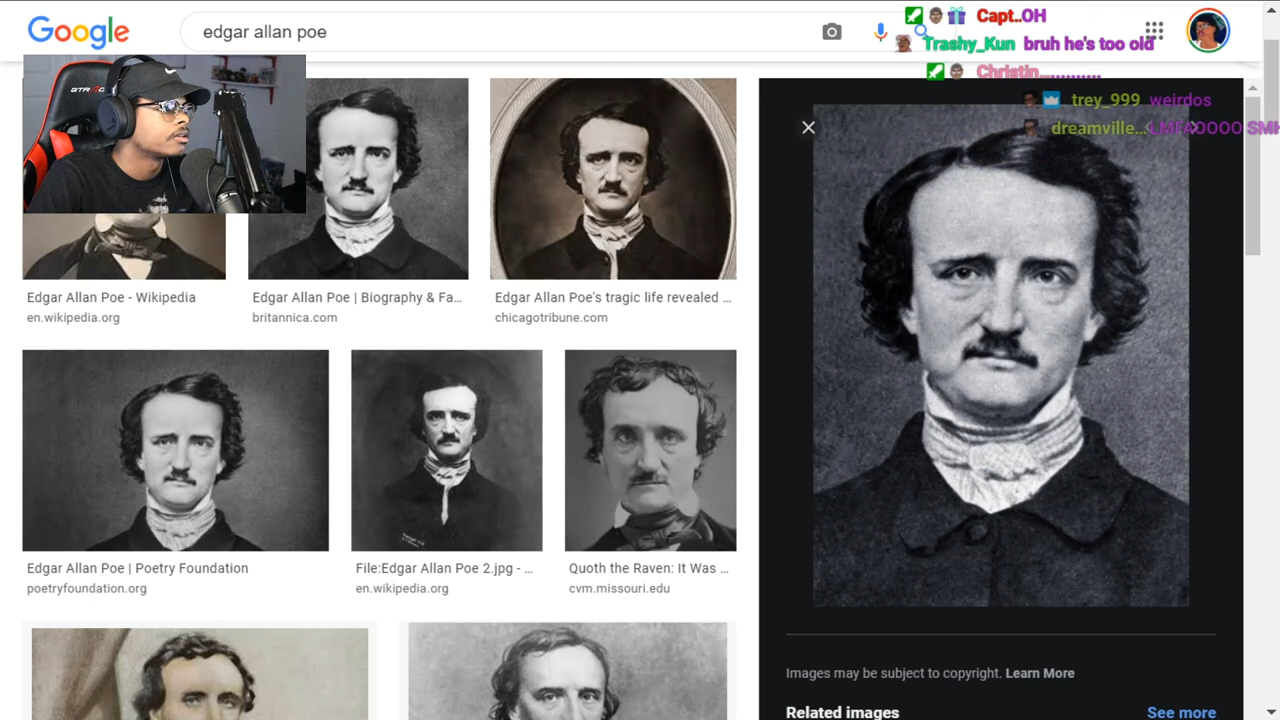 Google
edgar allan poe
Capt..OH
Trashy_Kun bruh he's too old
Christin...............
trey_999 weirdos
dreamville...LMFAOOOO SMH
Edgar Allan Poe - Wikipedia
en.wikipedia.org
Edgar Allan Poe | Biography & Fa...
britannica.com
Edgar Allan Poe's tragic life revealed ...
chicagotribune.com
Edgar Allan Poe | Poetry Foundation
poetryfoundation.org
File:Edgar Allan Poe 2.jpg - ...
en.wikipedia.org
Quoth the Raven: It Was ...
cvm.missouri.edu
Images may be subject to copyright. Learn More
Related images
See more